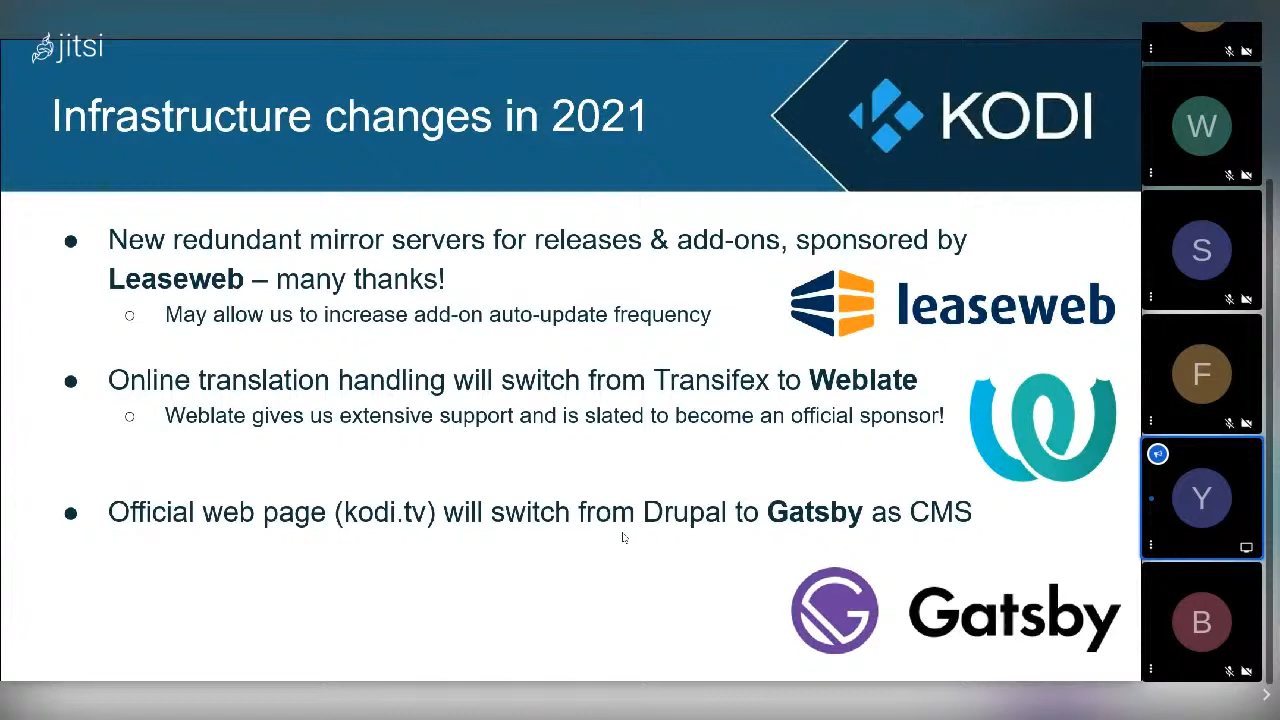 jitsi
Infrastructure changes in 2021
KODI
● New redundant mirror servers for releases & add-ons, sponsored by
Leaseweb – many thanks!
○ May allow us to increase add-on auto-update frequency
leaseweb
● Online translation handling will switch from Transifex to Weblate
○ Weblate gives us extensive support and is slated to become an official sponsor!
● Official web page (kodi.tv) will switch from Drupal to Gatsby as CMS
Gatsby
W
S
F
Y
B